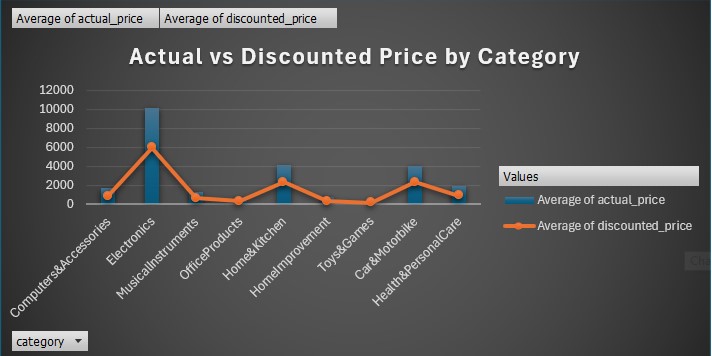 Average of actual_price Average of discounted_price
Actual vs Discounted Price by Category
12000
10000
8000
6000
4000
2000
0
Computers&Accessories
Electronics
MusicalInstruments
OfficeProducts
Home&Kitchen
HomeImprovement
Toys&Games
Car&Motorbike
Health&PersonalCare
Values
Average of actual_price
Average of discounted_price
category